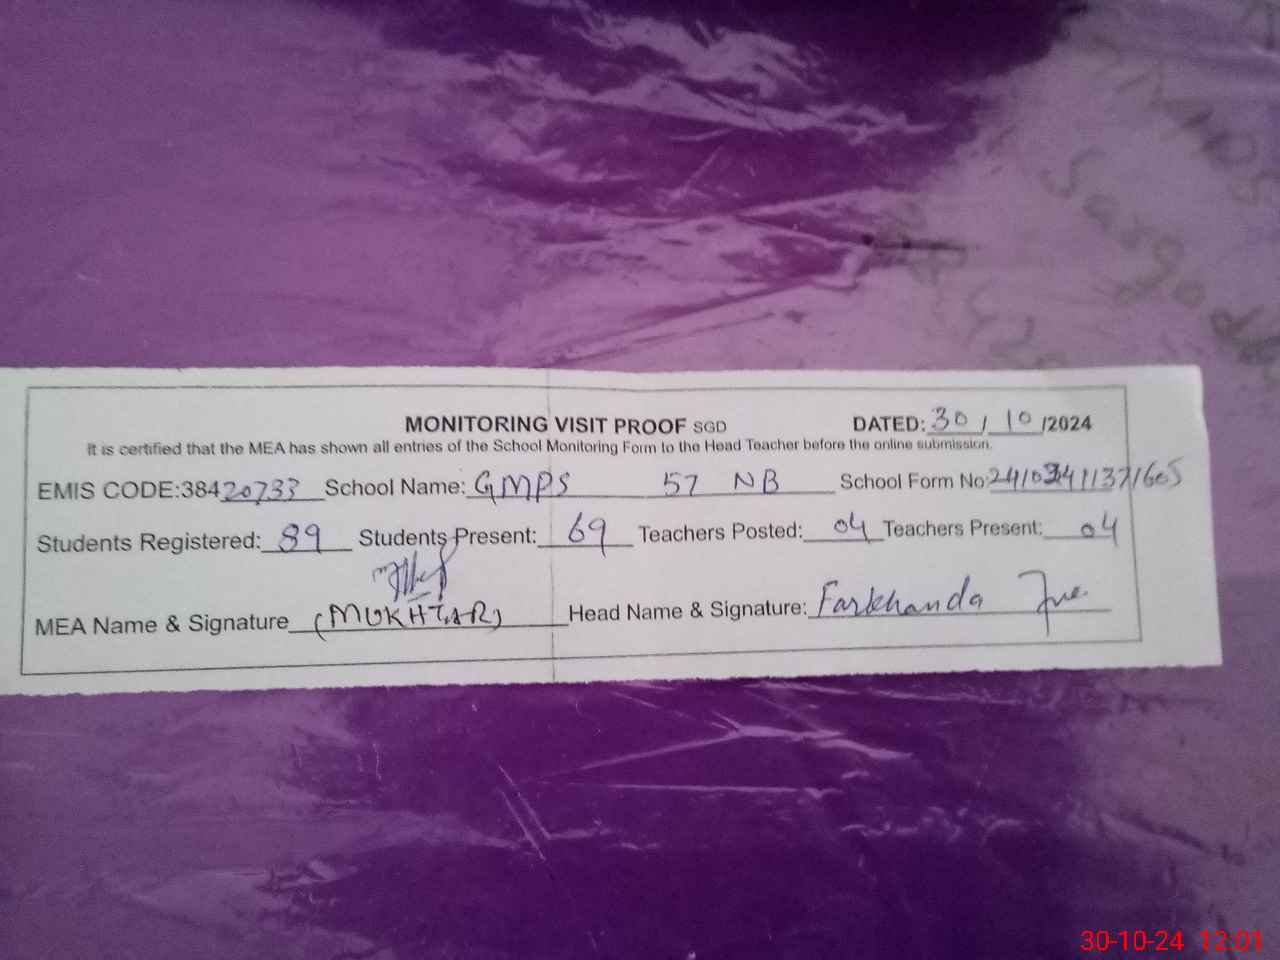 Sargodha
MONITORING VISIT PROOF SGD DATED: 30 / 10 /2024
It is certified that the MEA has shown all entries of the School Monitoring Form to the Head Teacher before the online submission.
EMIS CODE:38420733 School Name: GMPS 57 NB School Form No:
Students Registered: 89 Students Present: 69 Teachers Posted: 04 Teachers Present: 04
MEA Name & Signature (MUKHTAR) Head Name & Signature: Farkhanda
30-10-24 12:01